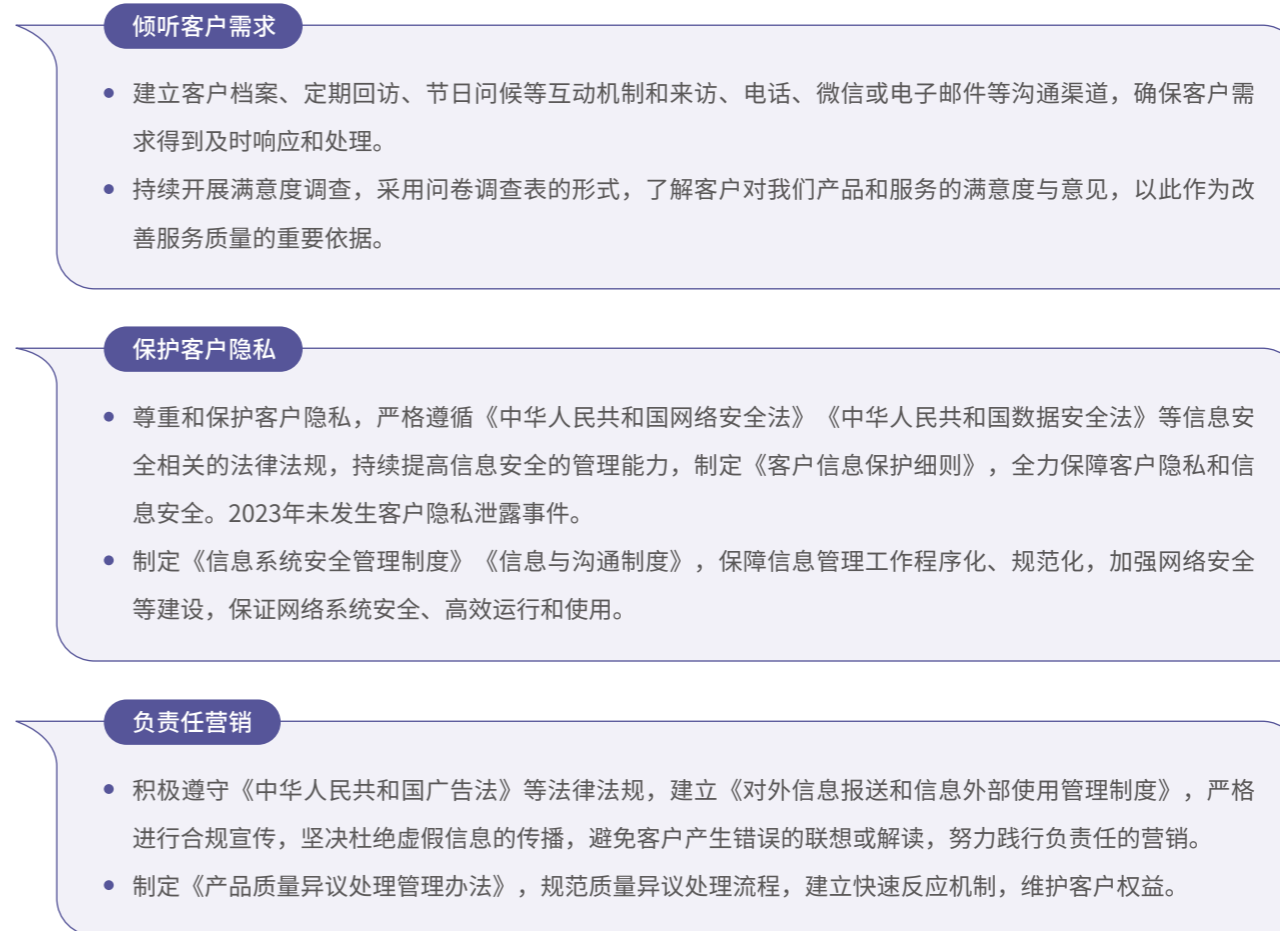 倾听客户需求
建立客户档案、定期回访、节日问候等互动机制和来访、电话、微信或电子邮件等沟通渠道，确保客户需
求得到及时响应和处理。
持续开展满意度调查，采用问卷调查表的形式，了解客户对我们产品和服务的满意度与意见，以此作为改
善服务质量的重要依据。
保护客户隐私
尊重和保护客户隐私，严格遵循《中华人民共和国网络安全法》《中华人民共和国数据安全法》等信息安
全相关的法律法规，持续提高信息安全的管理能力，制定《客户信息保护细则》，全力保障客户隐私和信
息安全。2023年未发生客户隐私泄露事件。
制定《信息系统安全管理制度》《信息与沟通制度》，保障信息管理工作程序化、规范化，加强网络安全
等建设，保证网络系统安全、高效运行和使用。
负责任营销
积极遵守《中华人民共和国广告法》等法律法规，建立《对外信息报送和信息外部使用管理制度》，严格
进行合规宣传，坚决杜绝虚假信息的传播，避免客户产生错误的联想或解读，努力践行负责任的营销。
制定《产品质量异议处理管理办法》，规范质量异议处理流程，建立快速反应机制，维护客户权益。